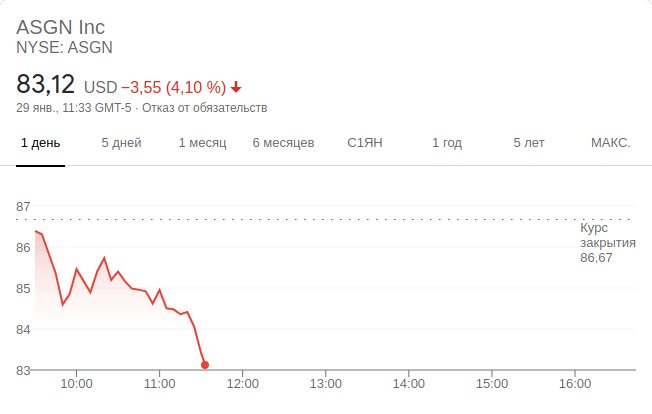 ASGN Inc
NYSE: ASGN
83,12 USD −3,55 (4,10 %)
29 янв., 11:33 GMT-5 · Отказ от обязательств
1 день 5 дней 1 месяц 6 месяцев С1ЯН 1 год 5 лет МАКС.
87
Курс
закрытия
86,67
86
85
84
83
10:00 11:00 12:00 13:00 14:00 15:00 16:00